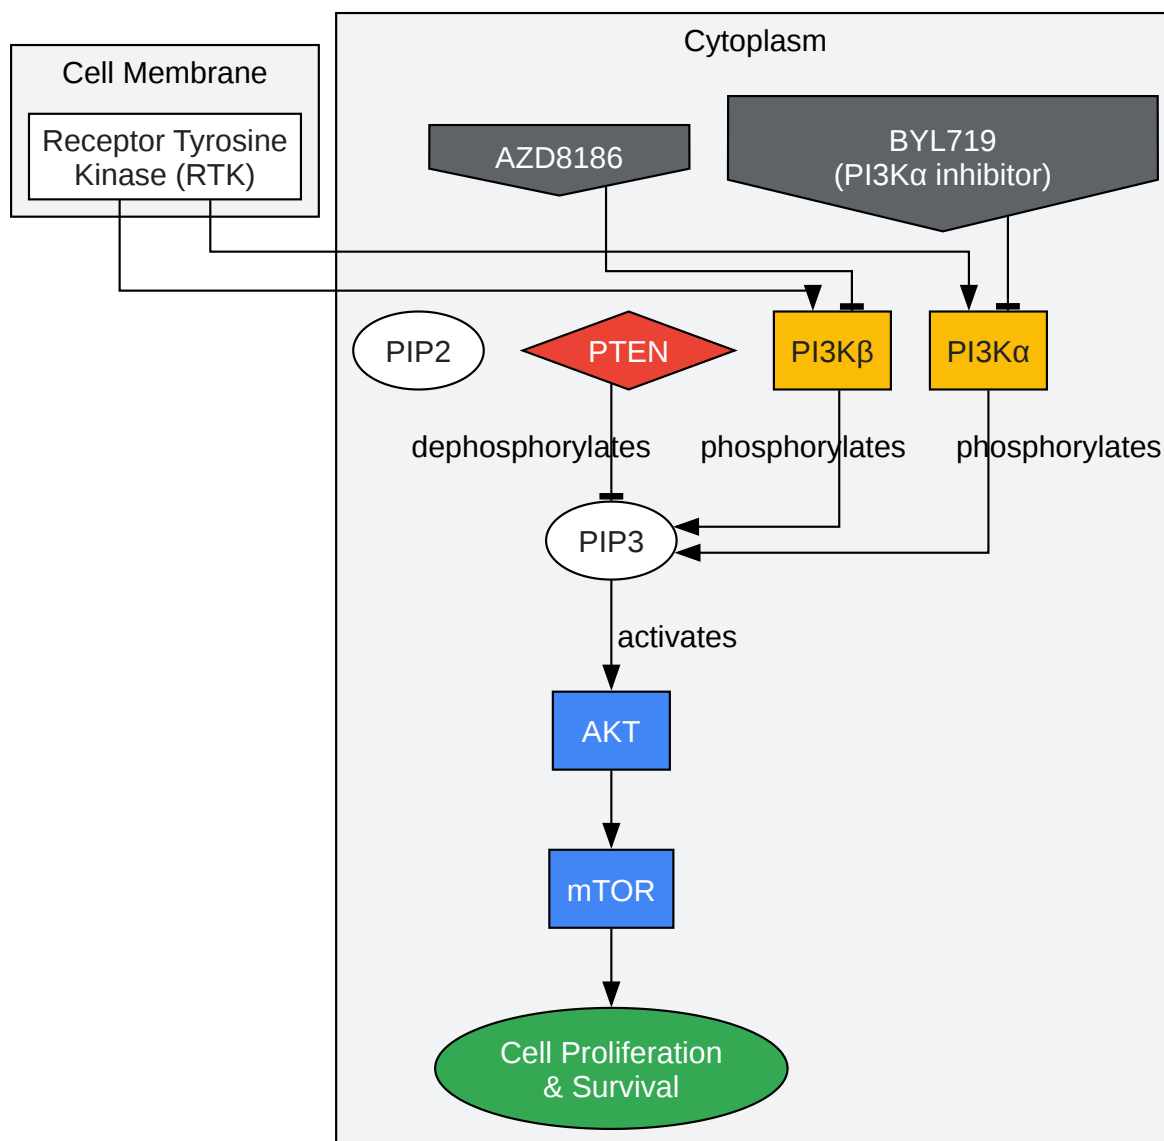 Cytoplasm
Cell Membrane
Receptor Tyrosine
Kinase (RTK)
AZD8186
BYL719
(PI3Kα inhibitor)
PIP2
PTEN
PI3Kβ
PI3Kα
dephosphorylates
phosphorylates
phosphorylates
PIP3
activates
AKT
mTOR
Cell Proliferation
& Survival